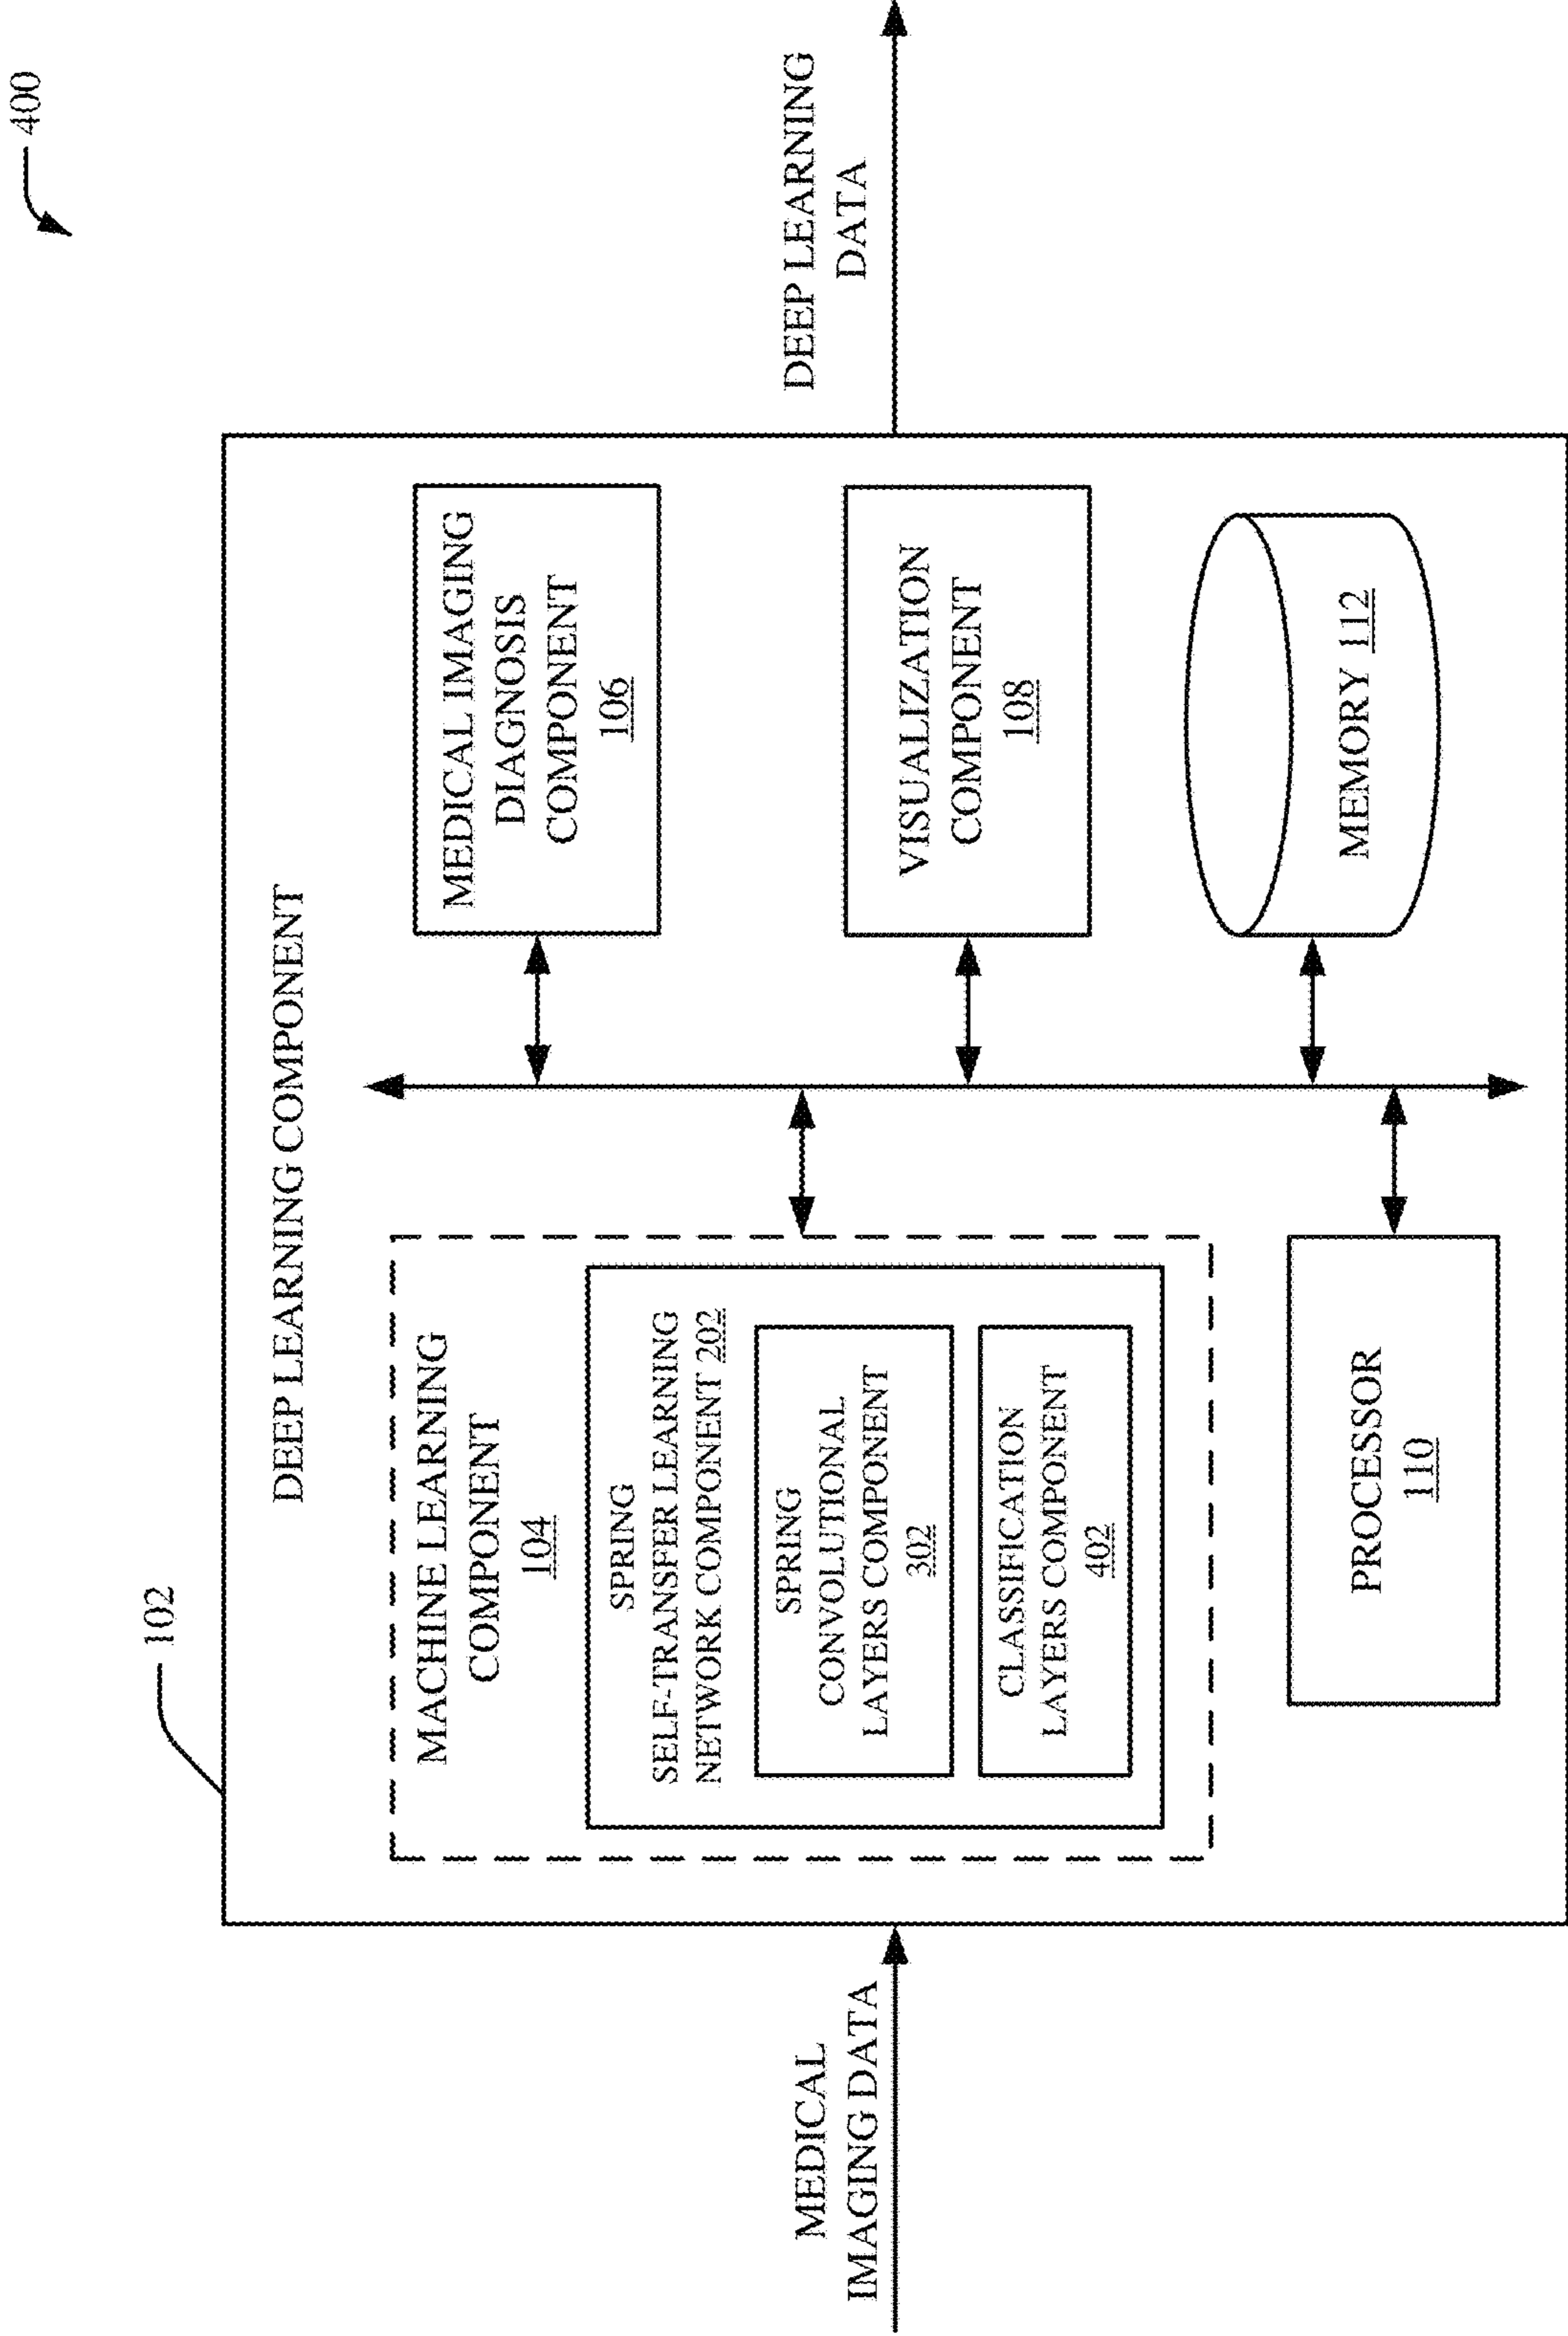 400
102
DEEP LEARNING COMPONENT
MACHINE LEARNING
COMPONENT
104
SPRING
SELF-TRANSFER LEARNING
NETWORK COMPONENT 202
SPRING
CONVOLUTIONAL
LAYERS COMPONENT
302
CLASSIFICATION
LAYERS COMPONENT
402
PROCESSOR
110
MEDICAL IMAGING
DIAGNOSIS
COMPONENT
106
VISUALIZATION
COMPONENT
108
MEMORY 112
MEDICAL
IMAGING DATA
DEEP LEARNING
DATA